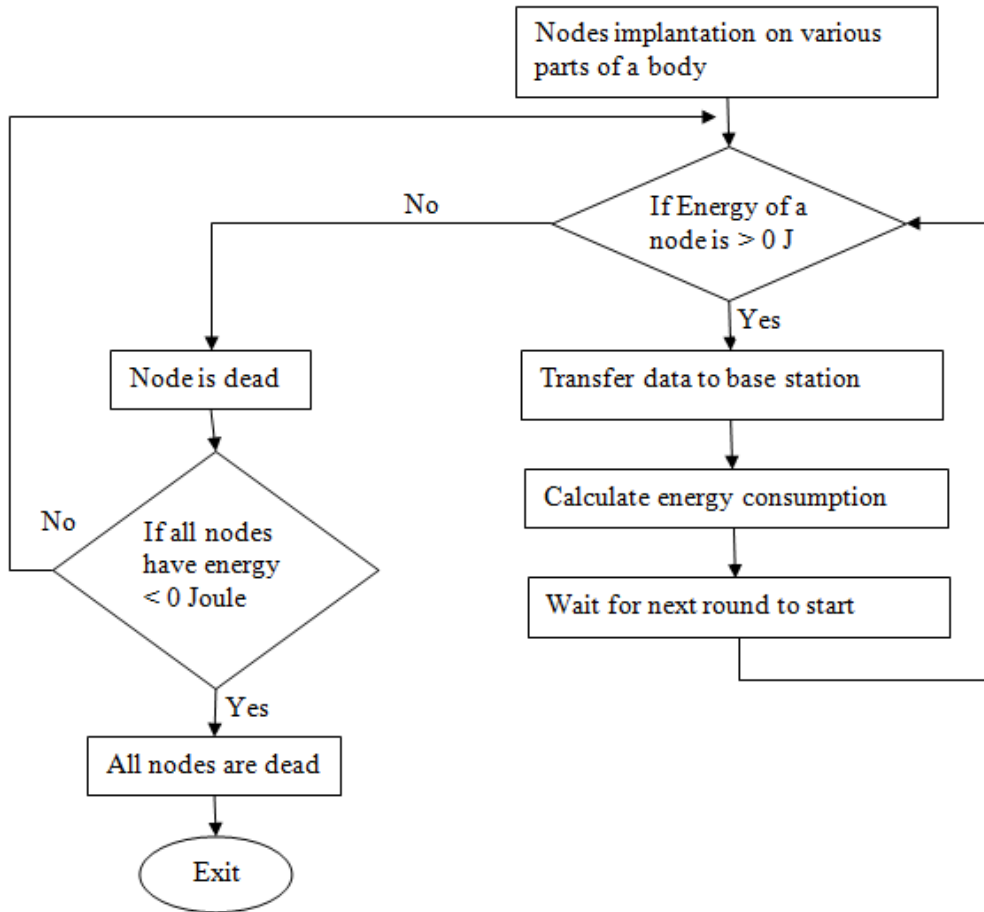 Nodes implantation on various
parts of a body
If Energy of a
node is > 0 J
No
Yes
Node is dead
Transfer data to base station
Calculate energy consumption
No
If all nodes
have energy
< 0 Joule
Wait for next round to start
Yes
All nodes are dead
Exit